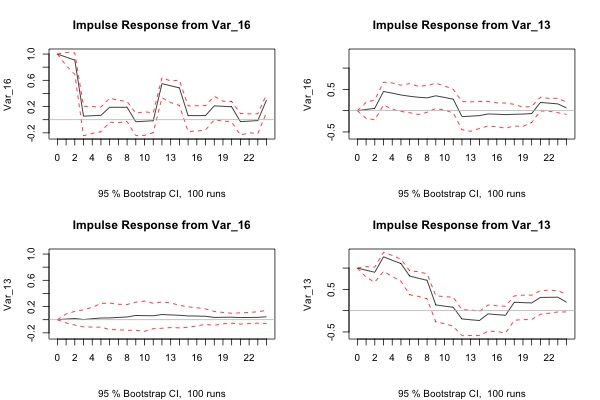 Impulse Response from Var_16
Var_16
1.0
0.6
0.2
-0.2
0 2 4 6 8 10 13 16 19 22
95 % Bootstrap CI, 100 runs
Impulse Response from Var_13
Var_16
0.5
-0.5
0 2 4 6 8 10 13 16 19 22
95 % Bootstrap CI, 100 runs
Impulse Response from Var_16
Var_13
1.0
0.6
0.2
-0.2
0 2 4 6 8 10 13 16 19 22
95 % Bootstrap CI, 100 runs
Impulse Response from Var_13
Var_13
0.5
-0.5
0 2 4 6 8 10 13 16 19 22
95 % Bootstrap CI, 100 runs